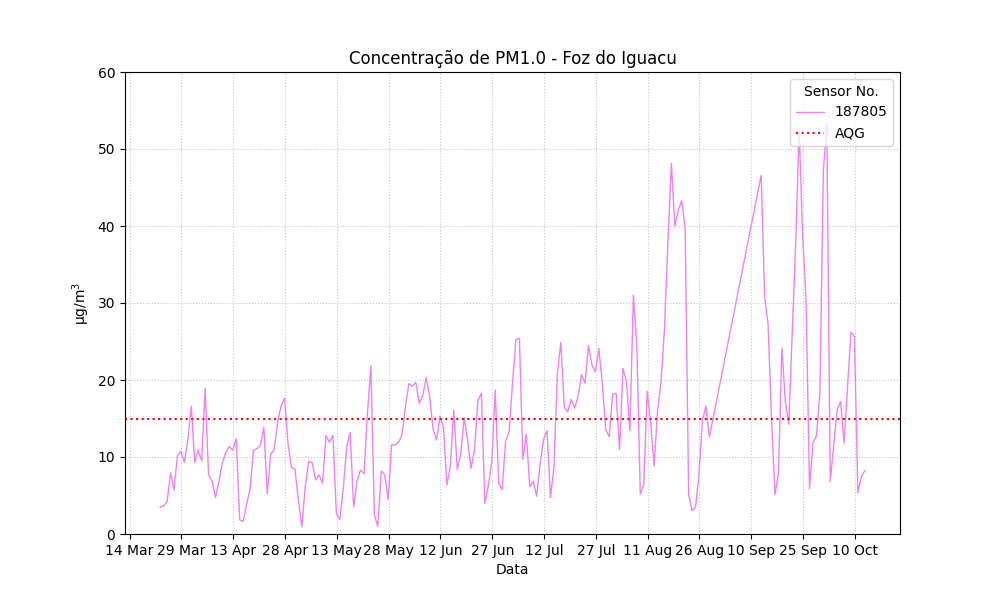 Concentração de PM1.0 - Foz do Iguacu
60
50
40
30
20
10
0
µg/m³
Sensor No.
187805
AQG
14 Mar 29 Mar 13 Apr 28 Apr 13 May 28 May 12 Jun 27 Jun 12 Jul 27 Jul 11 Aug 26 Aug 10 Sep 25 Sep 10 Oct
Data